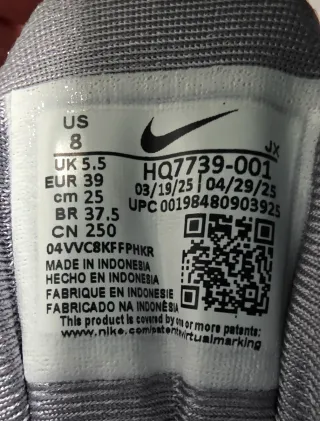 US
8
JX
UK 5.5
EUR 39
cm 25
BR 37.5
CN 250
HQ7739-001
03/19/25 | 04/29/25
UPC 00198480903925
04VVC8KFFPHKR
MADE IN INDONESIA
HECHO EN INDONESIA
FABRIQUE EN INDONESIE
FABRICADO NA INDONÉSIA
This product is covered by one or more patents:
www.nike.com/patentvirtualmarking